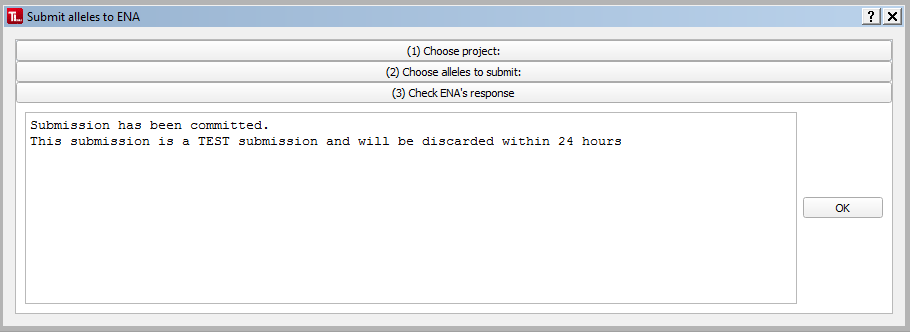 Submit alleles to ENA
(1) Choose project:
(2) Choose alleles to submit:
(3) Check ENA's response
Submission has been committed.
This submission is a TEST submission and will be discarded within 24 hours
OK